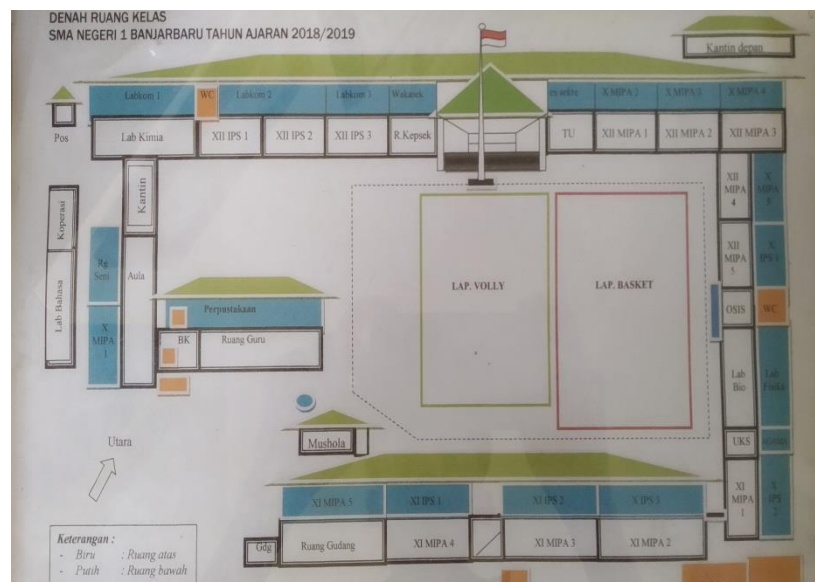 DENAH RUANG KELAS
SMA NEGERI 1 BANJARBARU TAHUN AJARAN 2018/2019
Kantin depan
Labkom 1
WC
Labkom 2
Labkom 3
Wakasek
X MIPA 2
X MIPA 3
X MIPA 4
Pos
Lab Kimia
XII IPS 1
XII IPS 2
XII IPS 3
R.Kepsek
TU
XII MIPA 1
XII MIPA 2
XII MIPA 3
Koperasi
Lab Bahasa
Kantin
Rg.
Seni
Aula
X
MIPA
1
Perpustakaan
BK
Ruang Guru
LAP. VOLLY
LAP. BASKET
XII
MIPA
4
X
MIPA
XII
MIPA
5
X
IPS 1
OSIS
WC
Lab
Bio
Lab
Fisika
UKS
XI
MIPA
1
X
IPS
2
Mushola
Utara
XI MIPA 5
XI IPS 1
XI IPS 2
X IPS 3
Gdg
Ruang Gudang
XI MIPA 4
XI MIPA 3
XI MIPA 2
Keterangan :
- Biru : Ruang atas
- Putih : Ruang bawah